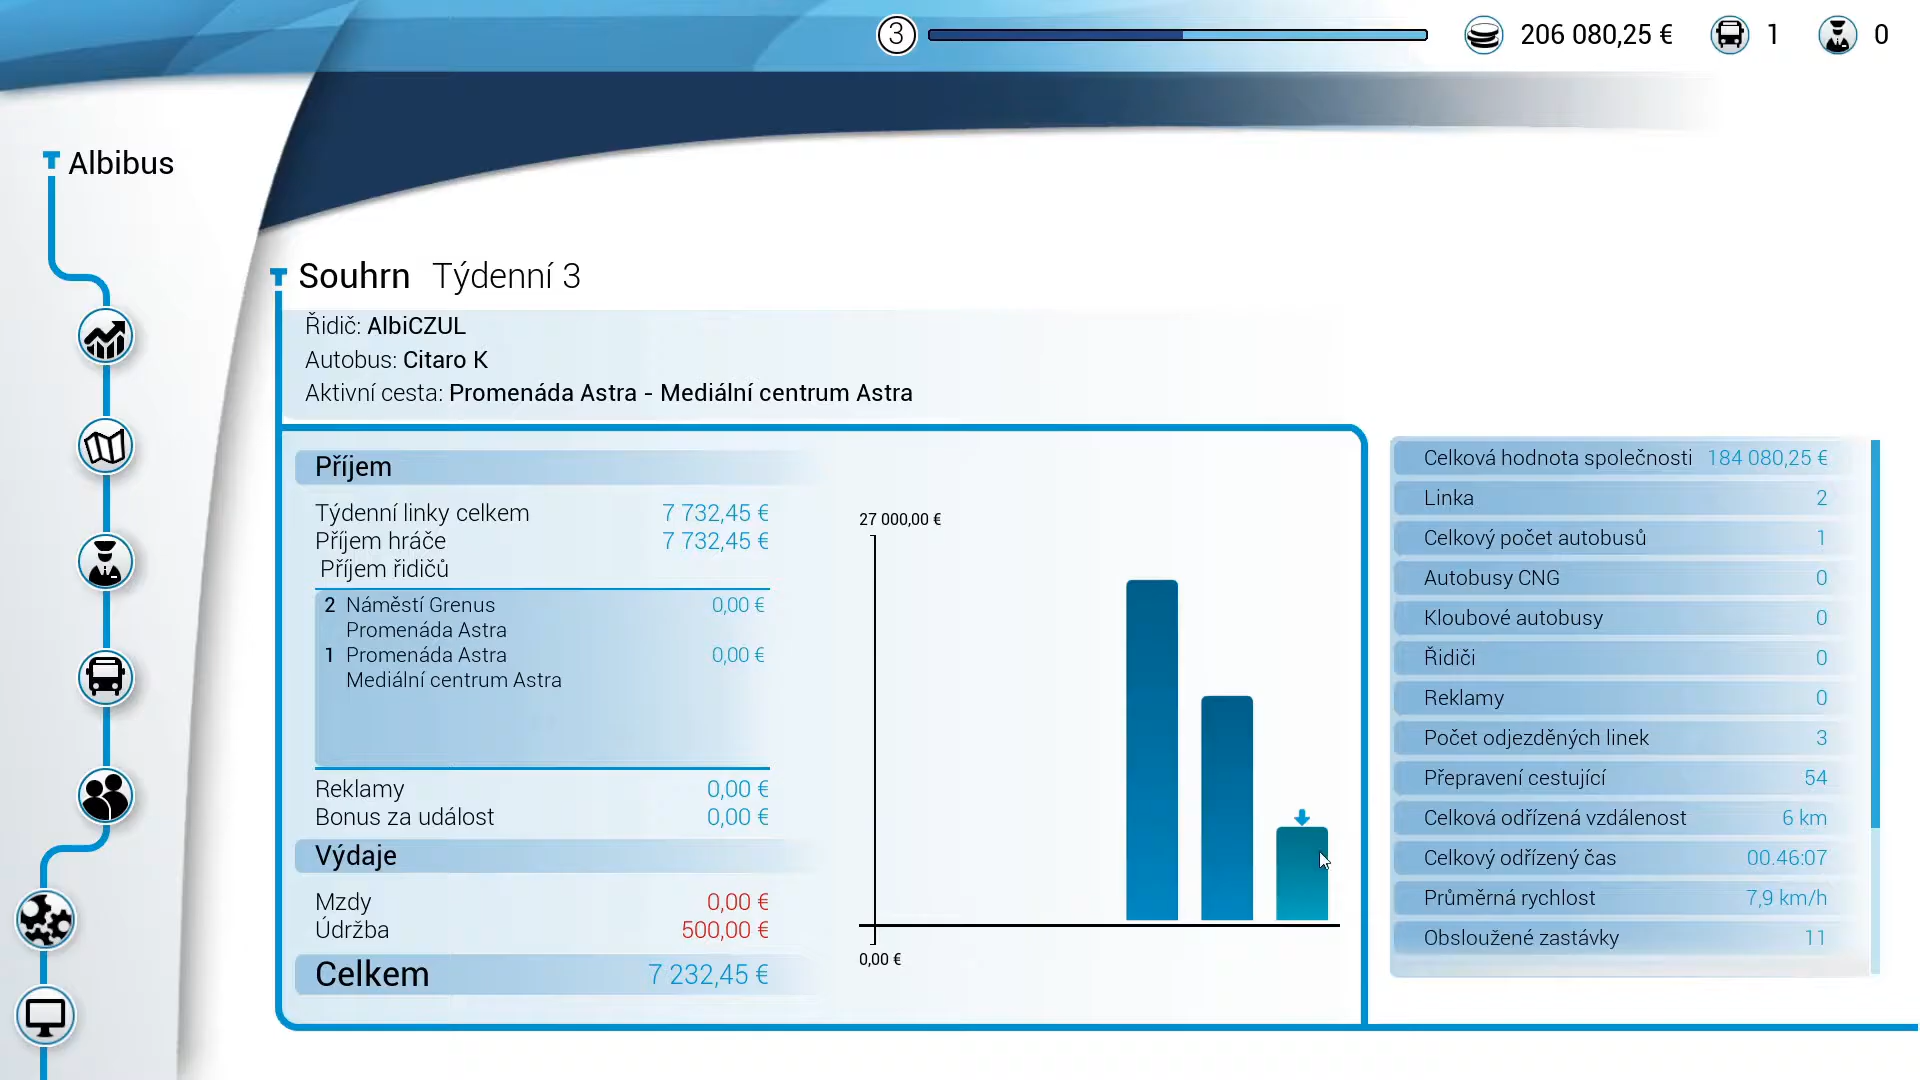 3
206 080,25 €
1
0
Albibus
Souhrn Týdenní 3
Řidič: AlbiCZUL
Autobus: Citaro K
Aktivní cesta: Promenáda Astra - Mediální centrum Astra
Příjem
Týdenní linky celkem 7 732,45 €
Příjem hráče 7 732,45 €
Příjem řidičů
2 Náměstí Grenus 0,00 €
Promenáda Astra
1 Promenáda Astra 0,00 €
Mediální centrum Astra
Reklamy 0,00 €
Bonus za událost 0,00 €
Výdaje
Mzdy 0,00 €
Údržba 500,00 €
Celkem 7 232,45 €
27 000,00 €
0,00 €
Celková hodnota společnosti 184 080,25 €
Linka 2
Celkový počet autobusů 1
Autobusy CNG 0
Kloubové autobusy 0
Řidiči 0
Reklamy 0
Počet odjezděných linek 3
Přepravení cestující 54
Celková odřízená vzdálenost 6 km
Celkový odřízený čas 00.46:07
Průměrná rychlost 7,9 km/h
Obsloužené zastávky 11